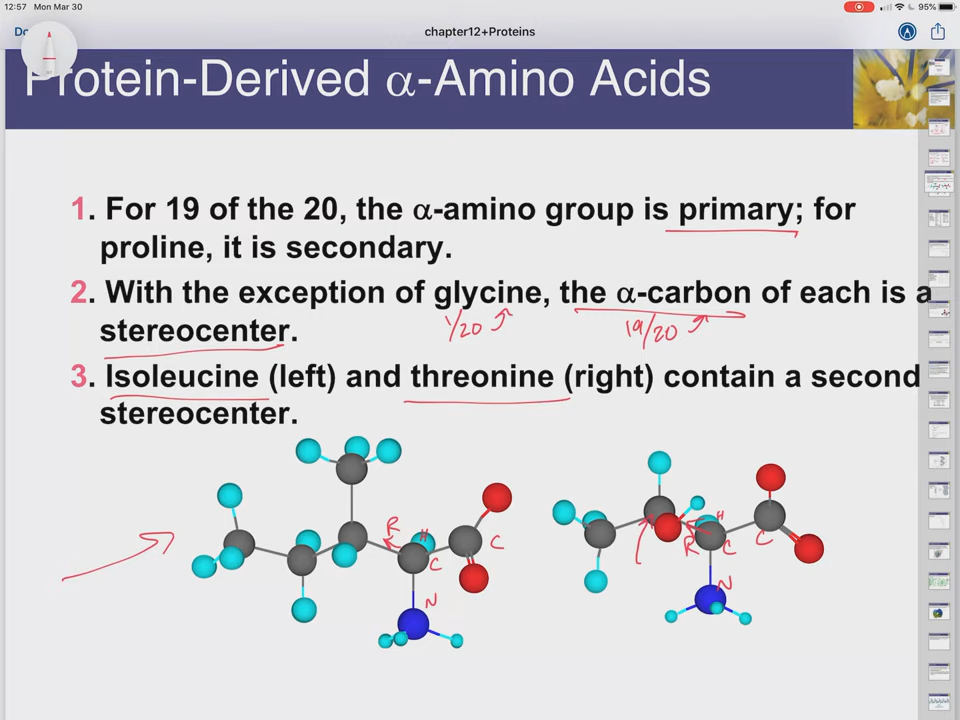 12:57 Mon Mar 30
95%
chapter12+Proteins
Protein-Derived α-Amino Acids
1. For 19 of the 20, the α-amino group is primary; for
proline, it is secondary.
2. With the exception of glycine, the α-carbon of each is a
1/20 19/20
stereocenter.
3. Isoleucine (left) and threonine (right) contain a second
stereocenter.
R H C C
N
H R C C
N